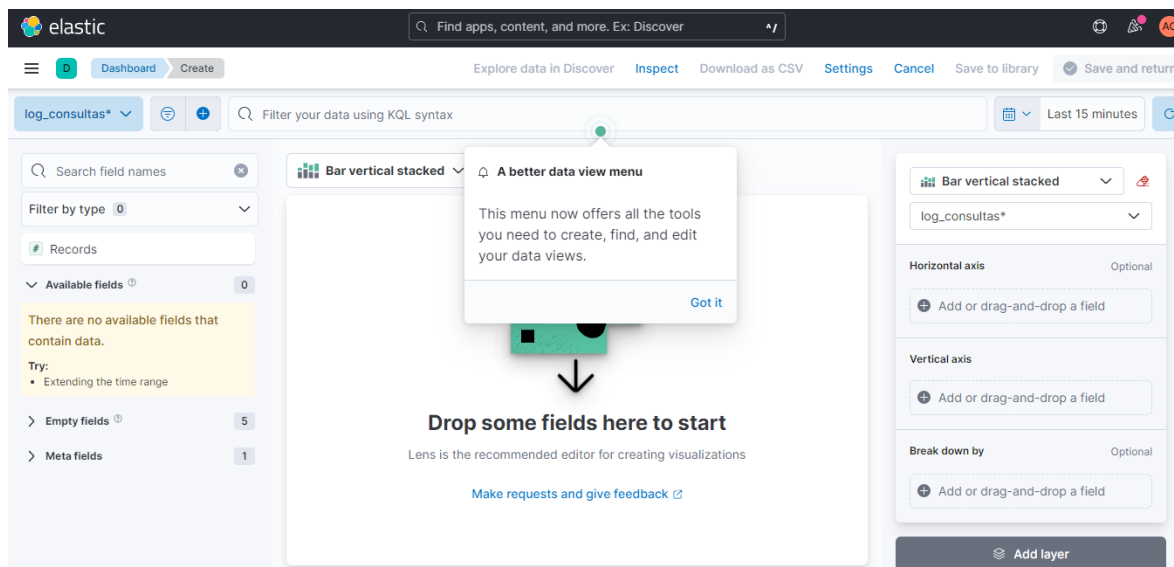 elastic
Find apps, content, and more. Ex: Discover
^/
D
Dashboard
Create
Explore data in Discover
Inspect
Download as CSV
Settings
Cancel
Save to library
Save and return
log_consultas*
Filter your data using KQL syntax
Last 15 minutes
Search field names
Filter by type 0
# Records
Available fields
0
There are no available fields that
contain data.
Try:
• Extending the time range
Empty fields
5
Meta fields
1
Bar vertical stacked
A better data view menu
This menu now offers all the tools
you need to create, find, and edit
your data views.
Got it
Drop some fields here to start
Lens is the recommended editor for creating visualizations
Make requests and give feedback
Bar vertical stacked
log_consultas*
Horizontal axis
Optional
Add or drag-and-drop a field
Vertical axis
Add or drag-and-drop a field
Break down by
Optional
Add or drag-and-drop a field
Add layer